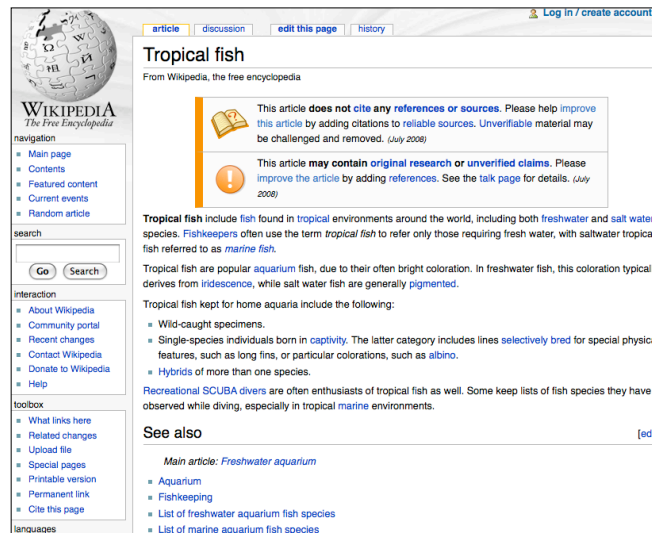 Log in / create account
article
discussion
edit this page
history
Tropical fish
From Wikipedia, the free encyclopedia
WIKIPEDIA
The Free Encyclopedia
This article does not cite any references or sources. Please help improve
this article by adding citations to reliable sources. Unverifiable material may
be challenged and removed. (July 2008)
This article may contain original research or unverified claims. Please
improve the article by adding references. See the talk page for details. (July
2008)
navigation
Main page
Contents
Featured content
Current events
Random article
search
Go
Search
interaction
About Wikipedia
Community portal
Recent changes
Contact Wikipedia
Donate to Wikipedia
Help
toolbox
What links here
Related changes
Upload file
Special pages
Printable version
Permanent link
Cite this page
languages
Tropical fish include fish found in tropical environments around the world, including both freshwater and salt water
species. Fishkeepers often use the term tropical fish to refer only those requiring fresh water, with saltwater tropica
fish referred to as marine fish.
Tropical fish are popular aquarium fish, due to their often bright coloration. In freshwater fish, this coloration typical
derives from iridescence, while salt water fish are generally pigmented.
Tropical fish kept for home aquaria include the following:
Wild-caught specimens.
Single-species individuals born in captivity. The latter category includes lines selectively bred for special physica
features, such as long fins, or particular colorations, such as albino.
Hybrids of more than one species.
Recreational SCUBA divers are often enthusiasts of tropical fish as well. Some keep lists of fish species they have
observed while diving, especially in tropical marine environments.
See also
[ed
Main article: Freshwater aquarium
Aquarium
Fishkeeping
List of freshwater aquarium fish species
List of marine aquarium fish species